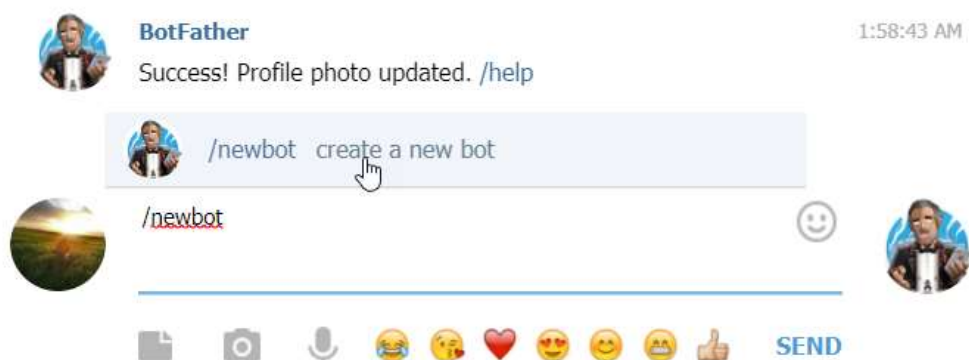 BotFather 1:58:43 AM
Success! Profile photo updated. /help
/newbot create a new bot
/newbot
SEND